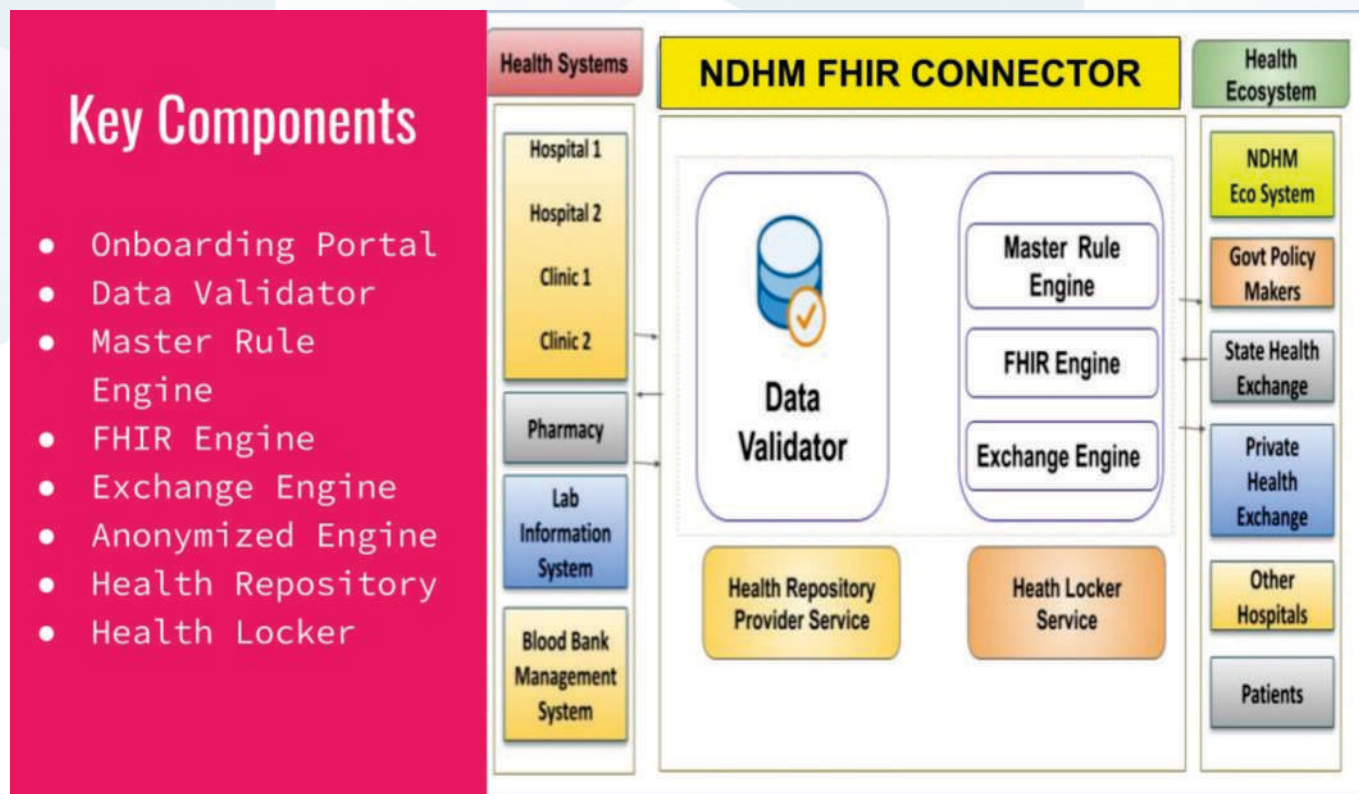 Key Components
● Onboarding Portal
● Data Validator
● Master Rule
Engine
● FHIR Engine
● Exchange Engine
● Anonymized Engine
● Health Repository
● Health Locker
Health Systems
Hospital 1
Hospital 2
Clinic 1
Clinic 2
Pharmacy
Lab
Information
System
Blood Bank
Management
System
NDHM FHIR CONNECTOR
Data
Validator
Master Rule
Engine
FHIR Engine
Exchange Engine
Health Repository
Provider Service
Heath Locker
Service
Health
Ecosystem
NDHM
Eco System
Govt Policy
Makers
State Health
Exchange
Private
Health
Exchange
Other
Hospitals
Patients